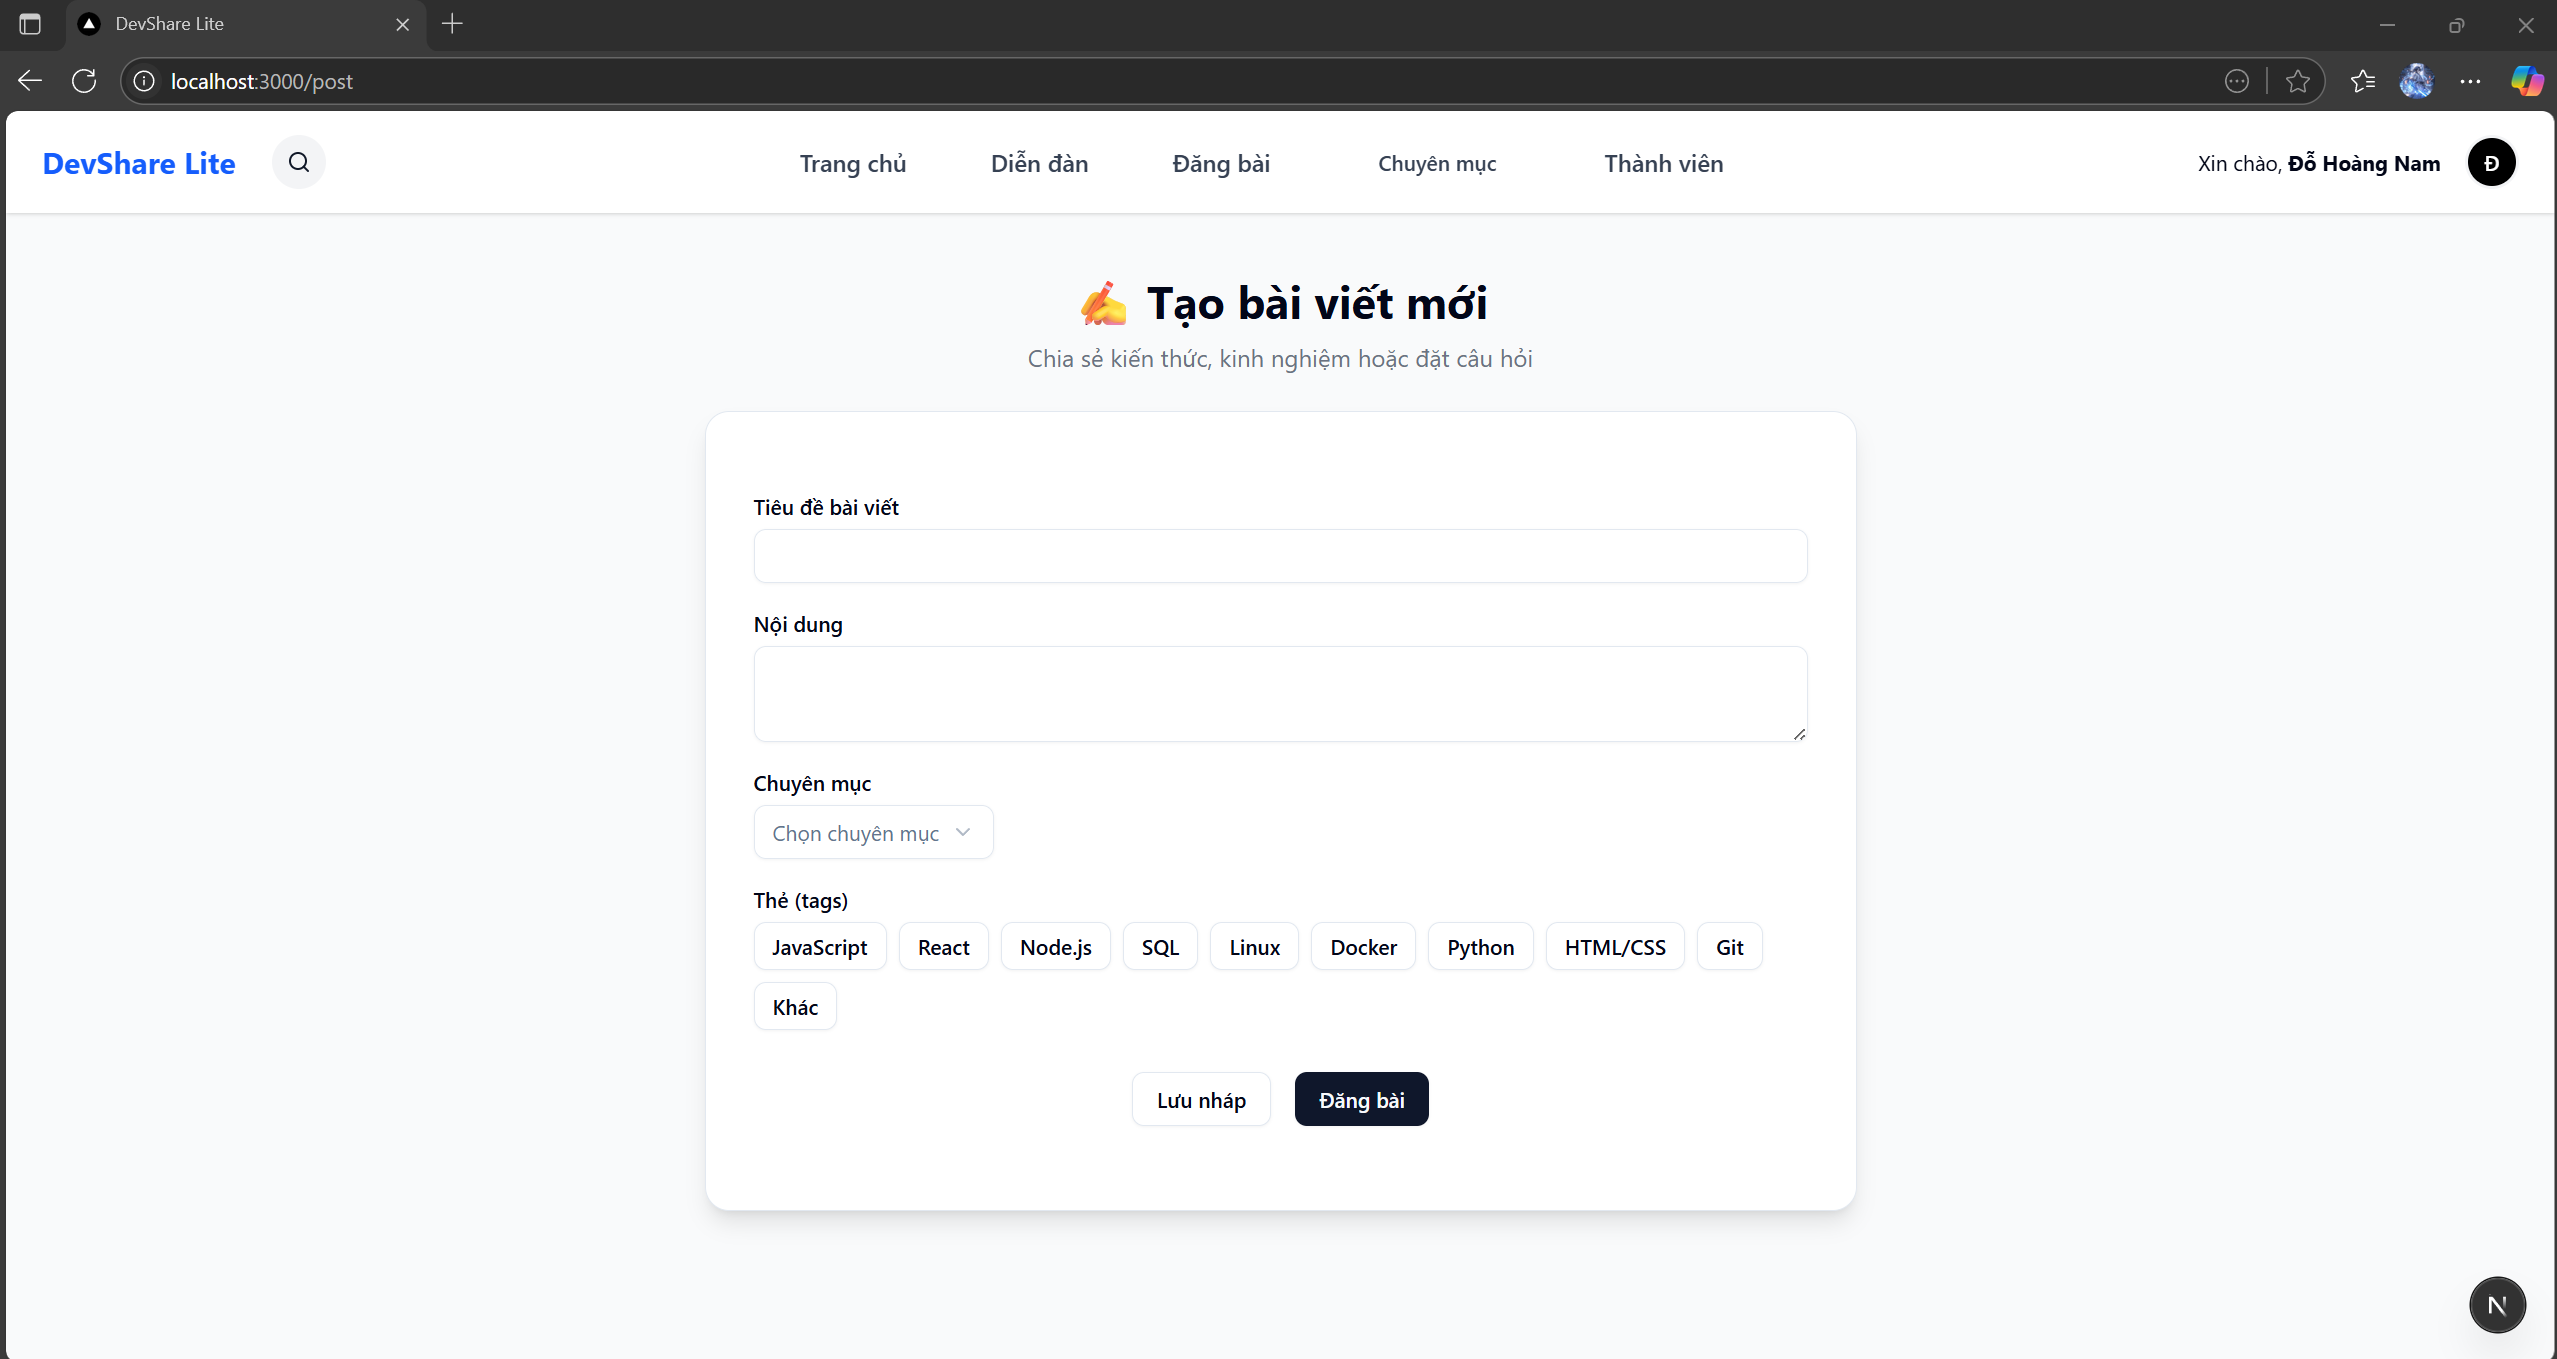 DevShare Lite
localhost:3000/post
DevShare Lite
Trang chủ
Diễn đàn
Đăng bài
Chuyên mục
Thành viên
Xin chào, Đỗ Hoàng Nam
Đ
✍️ Tạo bài viết mới
Chia sẻ kiến thức, kinh nghiệm hoặc đặt câu hỏi
Tiêu đề bài viết
Nội dung
Chuyên mục
Chọn chuyên mục
Thẻ (tags)
JavaScript
React
Node.js
SQL
Linux
Docker
Python
HTML/CSS
Git
Khác
Lưu nháp
Đăng bài
N